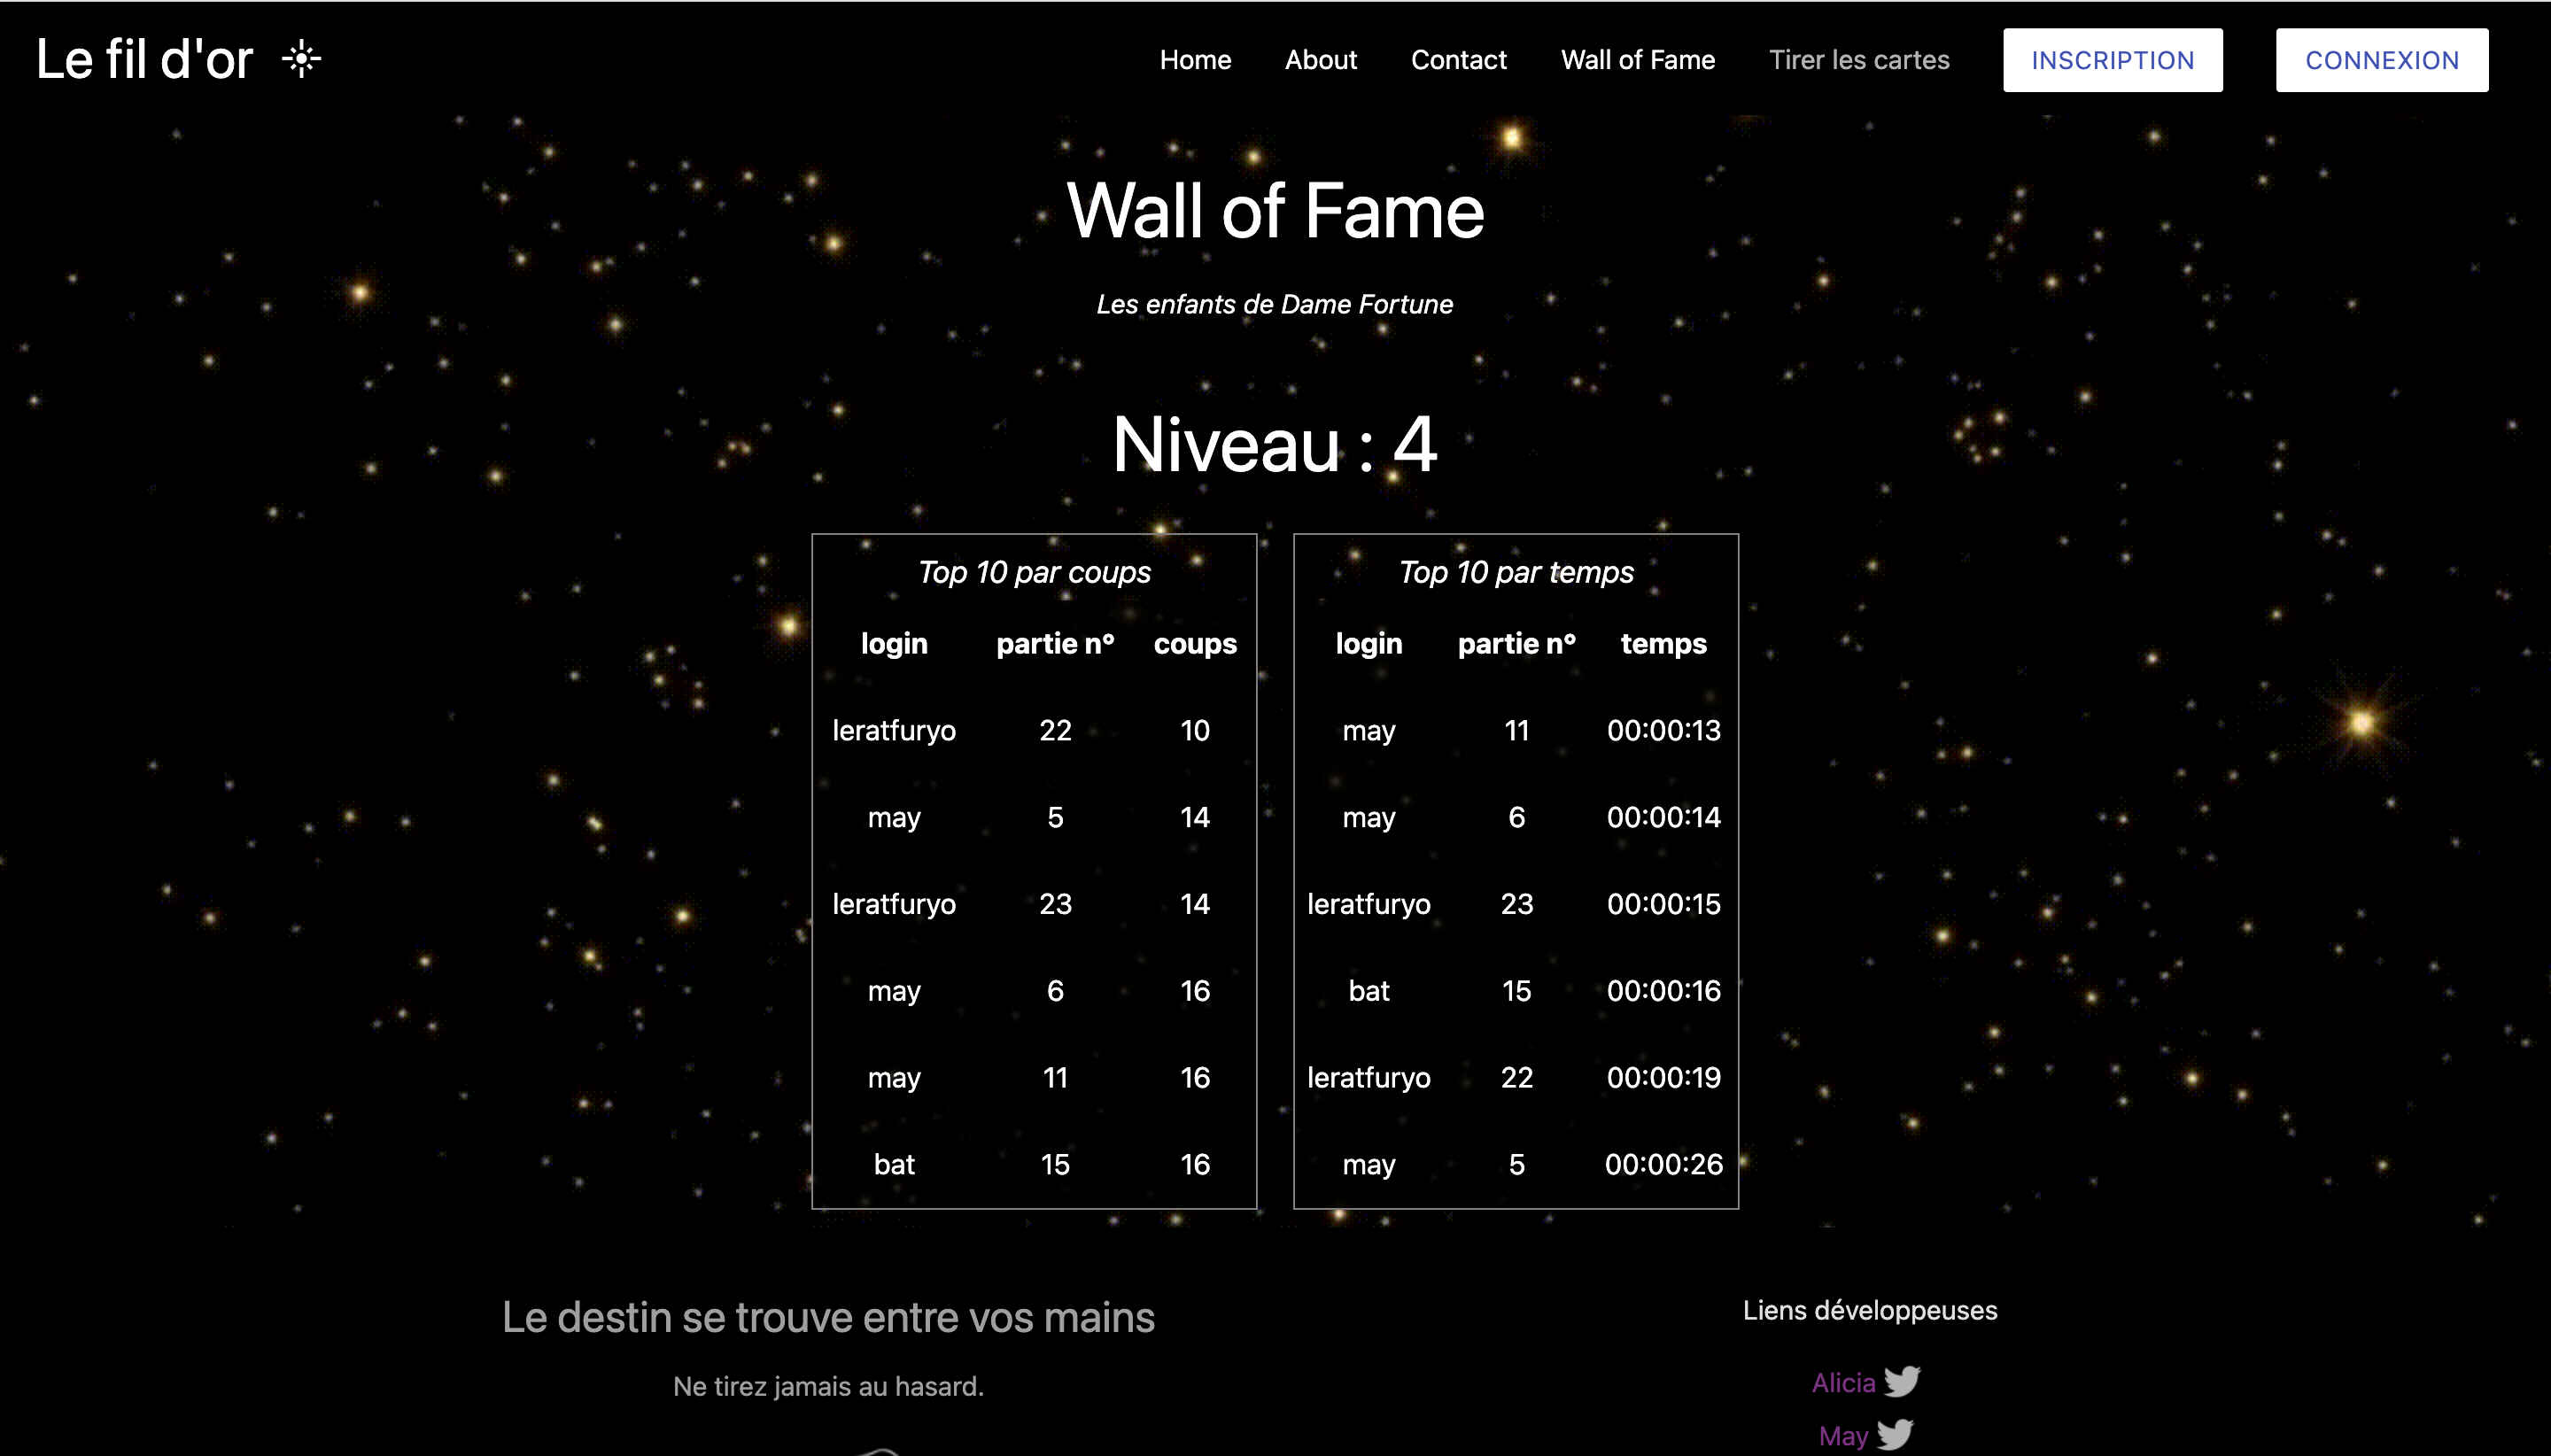 Le fil d'or
Home About Contact Wall of Fame Tirer les cartes INSCRIPTION CONNEXION
Wall of Fame
Les enfants de Dame Fortune
Niveau : 4
Top 10 par coups
login partie n° coups
leratfuryo 22 10
may 5 14
leratfuryo 23 14
may 6 16
may 11 16
bat 15 16
Top 10 par temps
login partie n° temps
may 11 00:00:13
may 6 00:00:14
leratfuryo 23 00:00:15
bat 15 00:00:16
leratfuryo 22 00:00:19
may 5 00:00:26
Le destin se trouve entre vos mains
Ne tirez jamais au hasard.
Liens développeuses
Alicia
May